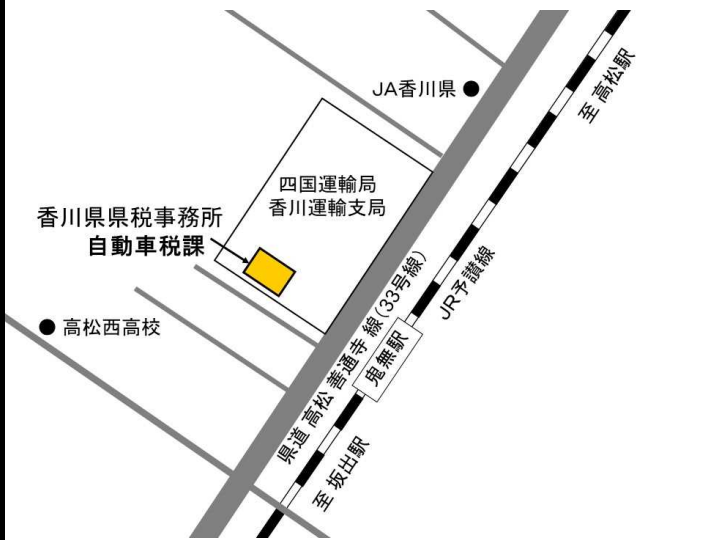 JA香川県
至 高松駅
四国運輸局
香川運輸支局
香川県県税事務所
自動車税課
JR予讃線
県道 高松 善通寺 線(33号線)
鬼無駅
高松西高校
至 坂出駅